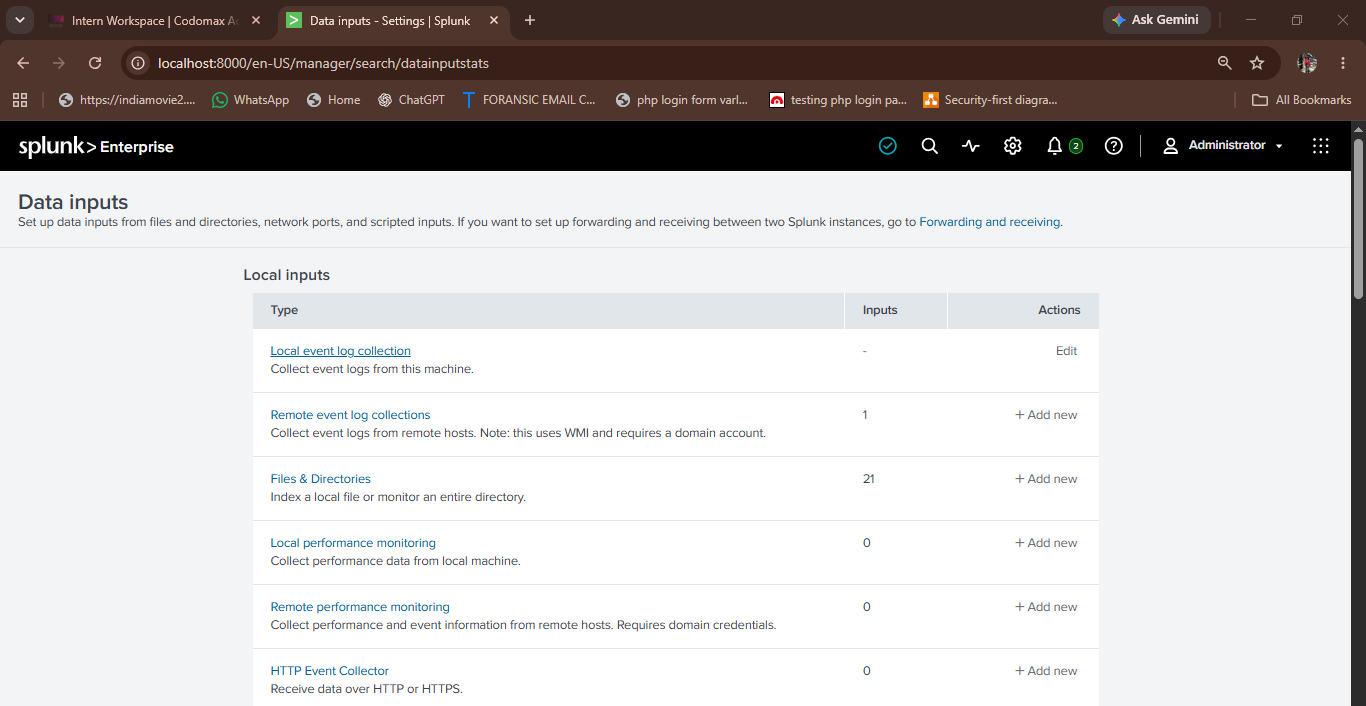 Intern Workspace | Codomax Ac
Data inputs - Settings | Splunk
Ask Gemini
localhost:8000/en-US/manager/search/datainputstats
https://indiamovie2....
WhatsApp
Home
ChatGPT
FORANSIC EMAIL C...
php login form varl...
testing php login pa...
Security-first diagra...
All Bookmarks
splunk> Enterprise
2
Administrator
Data inputs
Set up data inputs from files and directories, network ports, and scripted inputs. If you want to set up forwarding and receiving between two Splunk instances, go to Forwarding and receiving.
Local inputs
Type Inputs Actions
Local event log collection - Edit
Collect event logs from this machine.
Remote event log collections 1 + Add new
Collect event logs from remote hosts. Note: this uses WMI and requires a domain account.
Files & Directories 21 + Add new
Index a local file or monitor an entire directory.
Local performance monitoring 0 + Add new
Collect performance data from local machine.
Remote performance monitoring 0 + Add new
Collect performance and event information from remote hosts. Requires domain credentials.
HTTP Event Collector 0 + Add new
Receive data over HTTP or HTTPS.